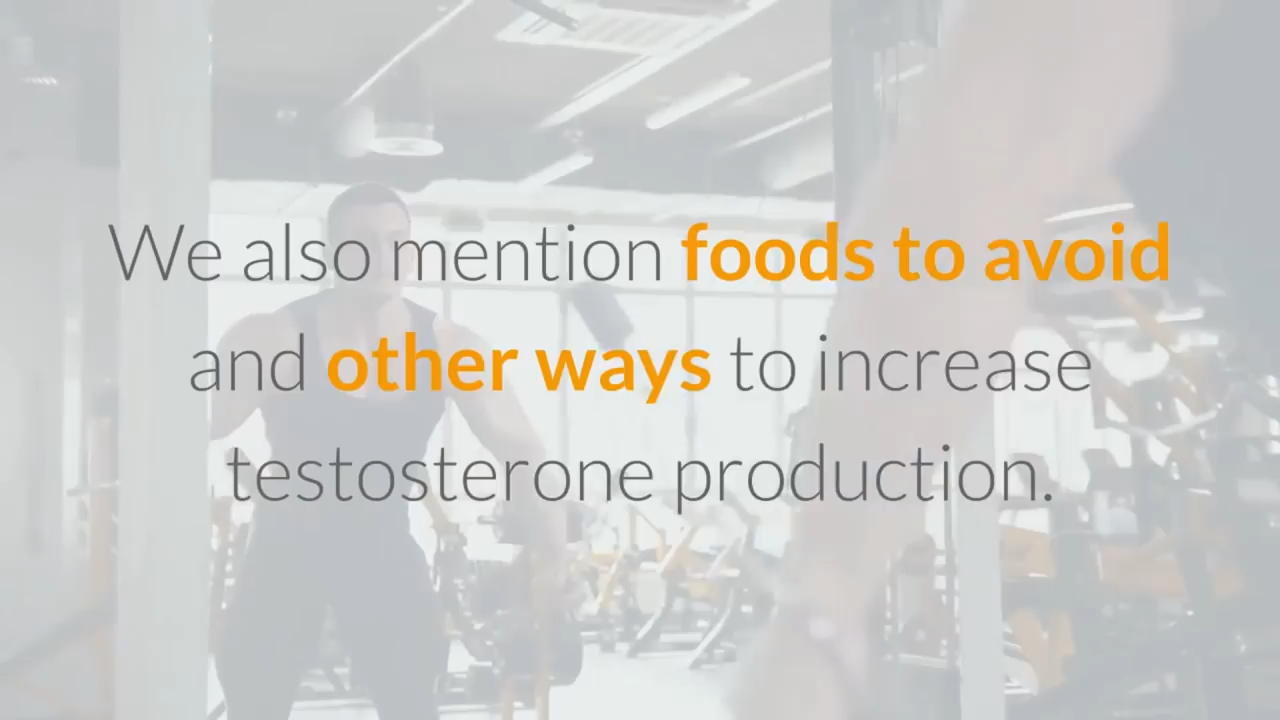 We also mention foods to avoid
and other ways to increase
testosterone production.